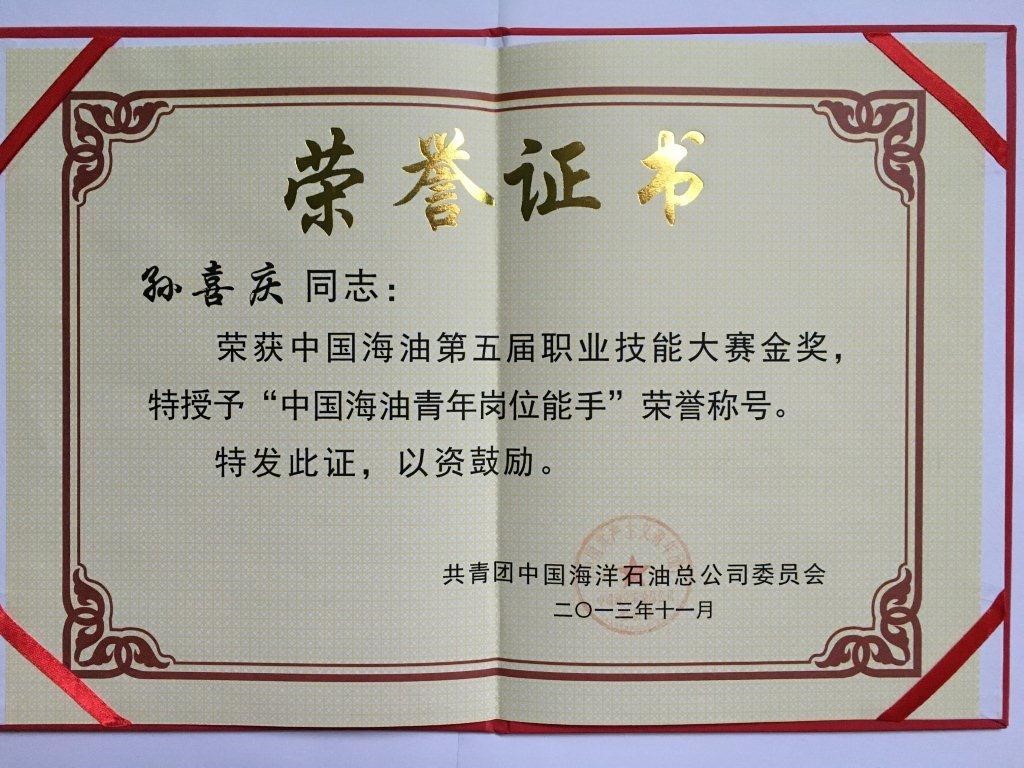 荣誉证书
孙喜庆 同志：
荣获中国海油第五届职业技能大赛金奖，
特授予“中国海油青年岗位能手”荣誉称号。
特发此证，以资鼓励。
共青团中国海洋石油总公司委员会
二〇一三年十一月